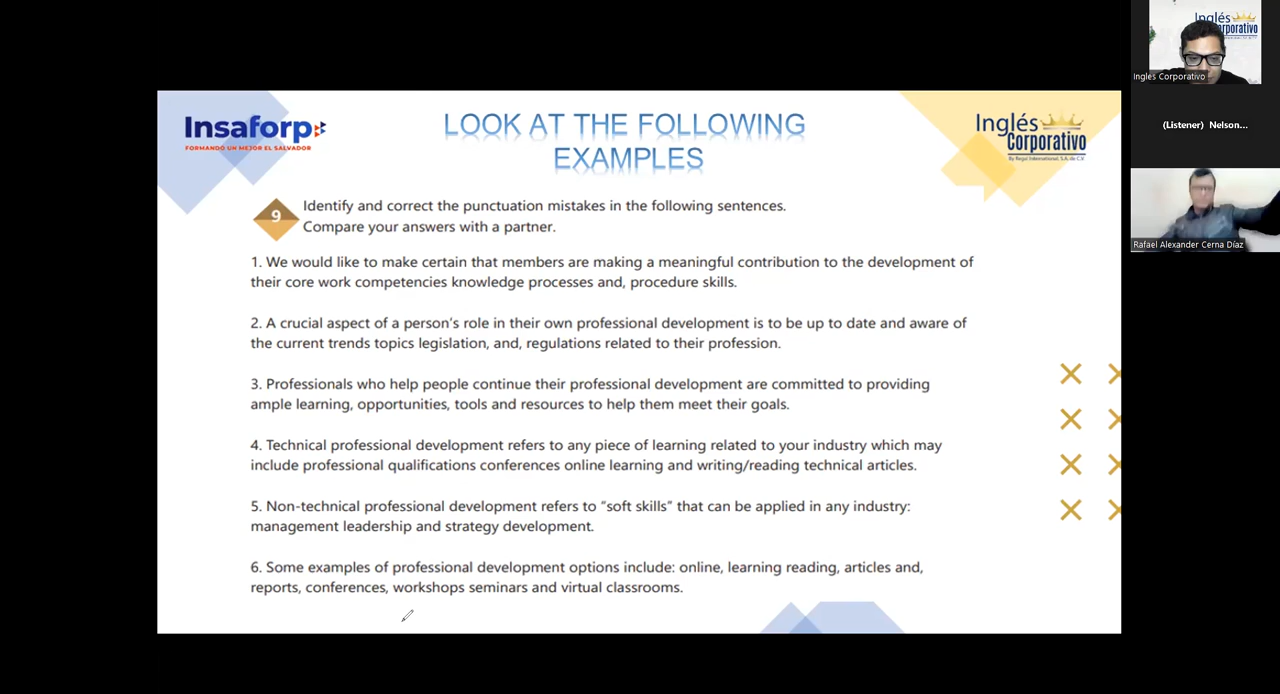 Insaforp
FORMANDO UN MEJOR EL SALVADOR
LOOK AT THE FOLLOWING
EXAMPLES
Inglés
Corporativo
By Regal International, S.A. de C.V.
9
Identify and correct the punctuation mistakes in the following sentences.
Compare your answers with a partner.
1. We would like to make certain that members are making a meaningful contribution to the development of
their core work competencies knowledge processes and, procedure skills.
2. A crucial aspect of a person's role in their own professional development is to be up to date and aware of
the current trends topics legislation, and, regulations related to their profession.
3. Professionals who help people continue their professional development are committed to providing
ample learning, opportunities, tools and resources to help them meet their goals.
4. Technical professional development refers to any piece of learning related to your industry which may
include professional qualifications conferences online learning and writing/reading technical articles.
5. Non-technical professional development refers to “soft skills” that can be applied in any industry:
management leadership and strategy development.
6. Some examples of professional development options include: online, learning reading, articles and,
reports, conferences, workshops seminars and virtual classrooms.
Inglés
Corporativo
(Listener) Nelson...
Rafael Alexander Cerna Díaz